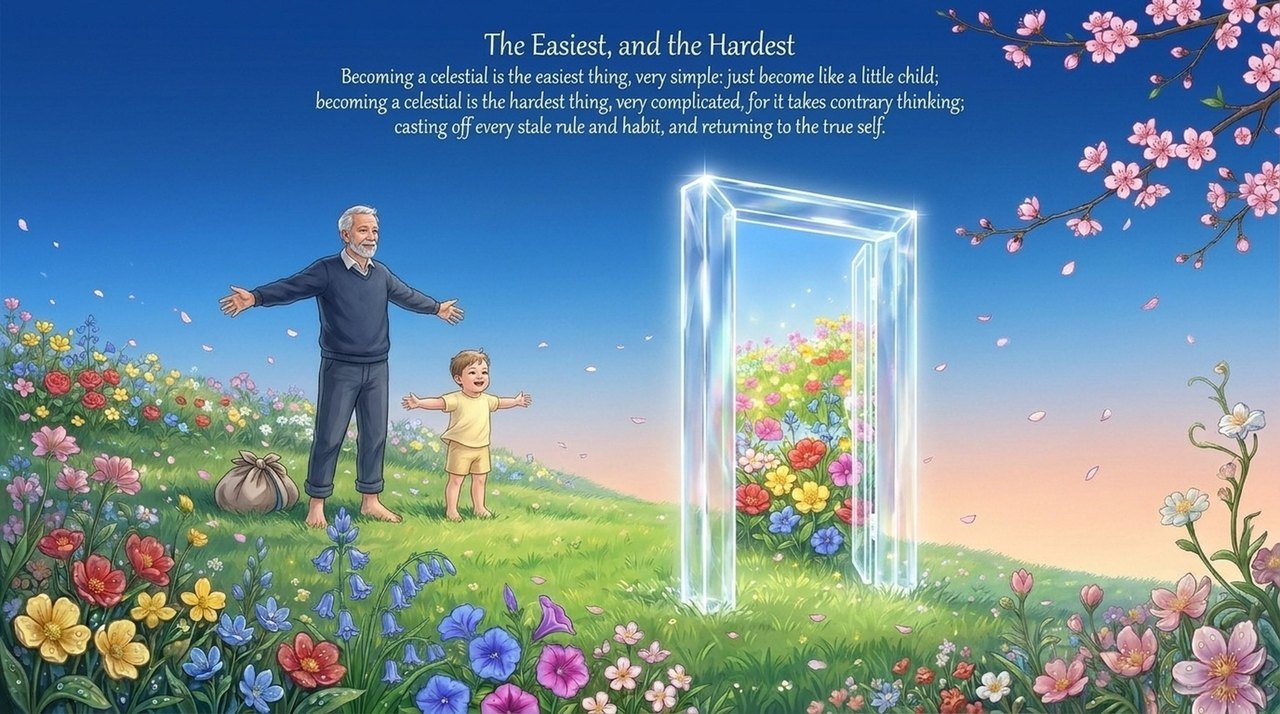 The Easiest, and the Hardest
Becoming a celestial is the easiest thing, very simple: just become like a little child;
becoming a celestial is the hardest thing, very complicated, for it takes contrary thinking;
casting off every stale rule and habit, and returning to the true self.